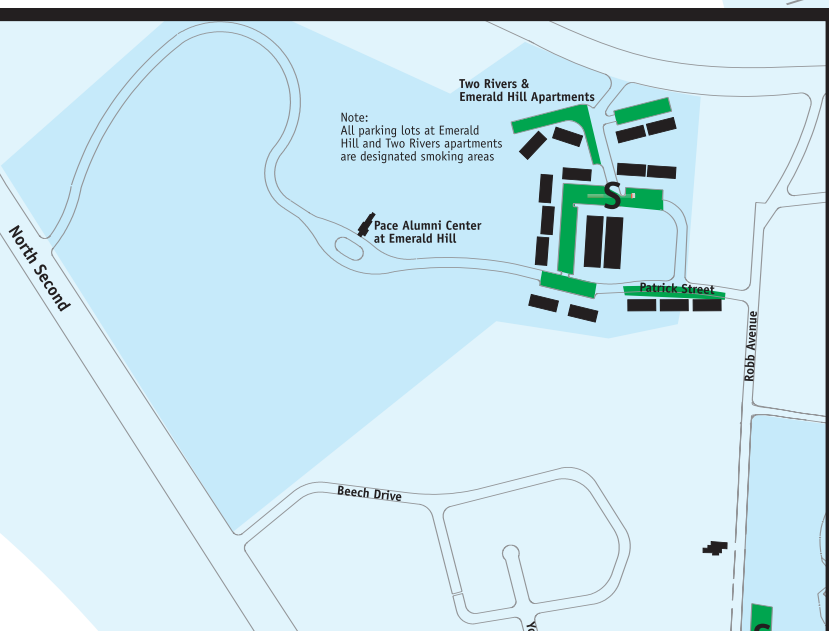 Two Rivers &
Emerald Hill Apartments
Note:
All parking lots at Emerald
Hill and Two Rivers apartments
are designated smoking areas
S
Pace Alumni Center
at Emerald Hill
North Second
Patrick Street
Robb Avenue
Beech Drive